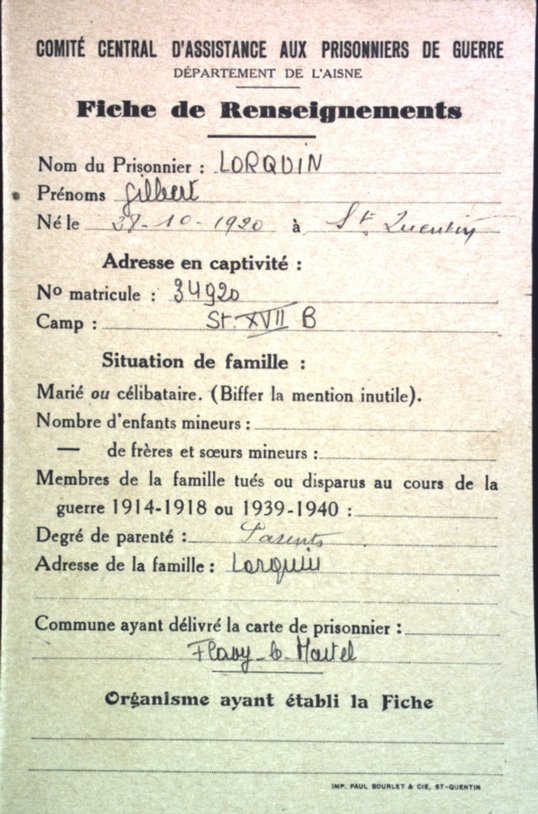 COMITÉ CENTRAL D'ASSISTANCE AUX PRISONNIERS DE GUERRE
DÉPARTEMENT DE L'AISNE
Fiche de Renseignements
Nom du Prisonnier : LORQUIN
Prénoms Gilbert
Né le -10-1920 à St. Quentin
Adresse en captivité :
No matricule : 34920
Camp : St. XVII B
Situation de famille :
Marié ou célibataire. (Biffer la mention inutile).
Nombre d'enfants mineurs :
— de frères et sœurs mineurs :
Membres de la famille tués ou disparus au cours de la
guerre 1914-1918 ou 1939-1940 :
Degré de parenté : Parents
Adresse de la famille : Lorquin
Commune ayant délivré la carte de prisonnier :
Flavy-le-Martel
Organisme ayant établi la Fiche
IMP. PAUL BOURLET & CIE, ST-QUENTIN